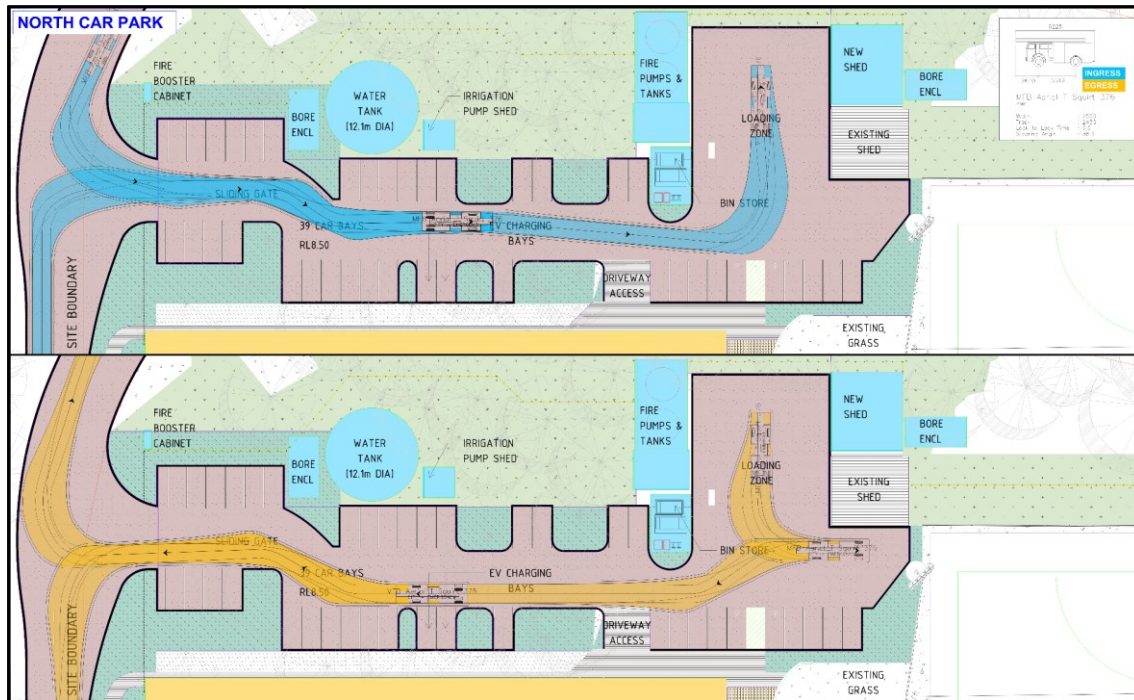 NORTH CAR PARK
FIRE
BOOSTER
CABINET
BORE
ENCL
WATER
TANK
(12.1m DIA)
IRRIGATION
PUMP SHED
FIRE
PUMPS &
TANKS
LOADING
ZONE
NEW
SHED
BORE
ENCL
EXISTING
SHED
INGRESS
EGRESS
SLIDING GATE
39 CAR BAYS
RL8.50
EV CHARGING
BAYS
BIN STORE
DRIVEWAY
ACCESS
EXISTING
GRASS
SITE BOUNDARY
FIRE
BOOSTER
CABINET
BORE
ENCL
WATER
TANK
(12.1m DIA)
IRRIGATION
PUMP SHED
FIRE
PUMPS &
TANKS
LOADING
ZONE
NEW
SHED
BORE
ENCL
EXISTING
SHED
SLIDING GATE
39 CAR BAYS
RL8.50
EV CHARGING
BAYS
BIN STORE
DRIVEWAY
ACCESS
EXISTING
GRASS
SITE BOUNDARY